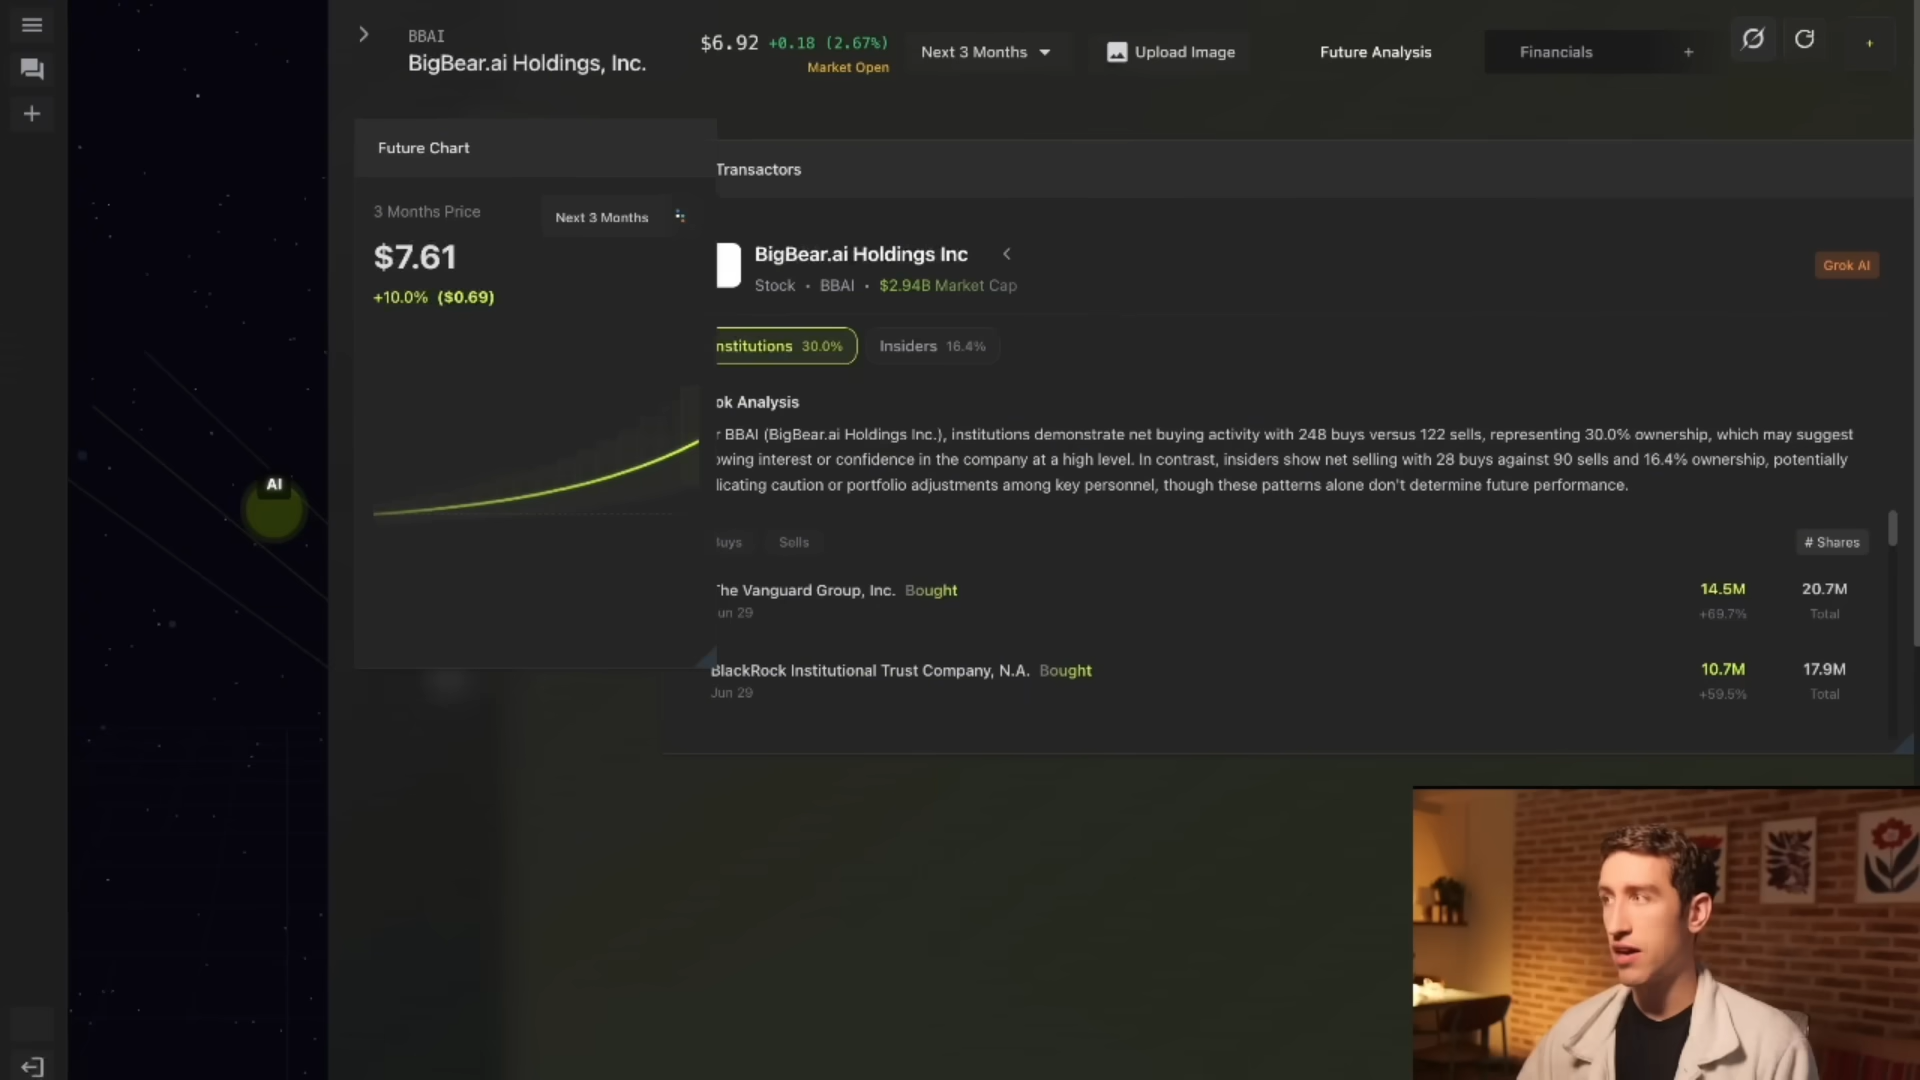 BBAI
BigBear.ai Holdings, Inc.
$6.92 +0.18 (2.67%)
Market Open
Next 3 Months
Upload Image
Future Analysis
Financials +
Future Chart
3 Months Price
Next 3 Months
$7.61
+10.0% ($0.69)
AI
Transactors
BigBear.ai Holdings Inc
Stock • BBAI • $2.94B Market Cap
Grok AI
nstitutions 30.0%
Insiders 16.4%
ok Analysis
r BBAI (BigBear.ai Holdings Inc.), institutions demonstrate net buying activity with 248 buys versus 122 sells, representing 30.0% ownership, which may suggest
owing interest or confidence in the company at a high level. In contrast, insiders show net selling with 28 buys against 90 sells and 16.4% ownership, potentially
licating caution or portfolio adjustments among key personnel, though these patterns alone don't determine future performance.
Buys
Sells
# Shares
The Vanguard Group, Inc. Bought
14.5M 20.7M
un 29
+69.7% Total
BlackRock Institutional Trust Company, N.A. Bought
10.7M 17.9M
Jun 29
+59.5% Total